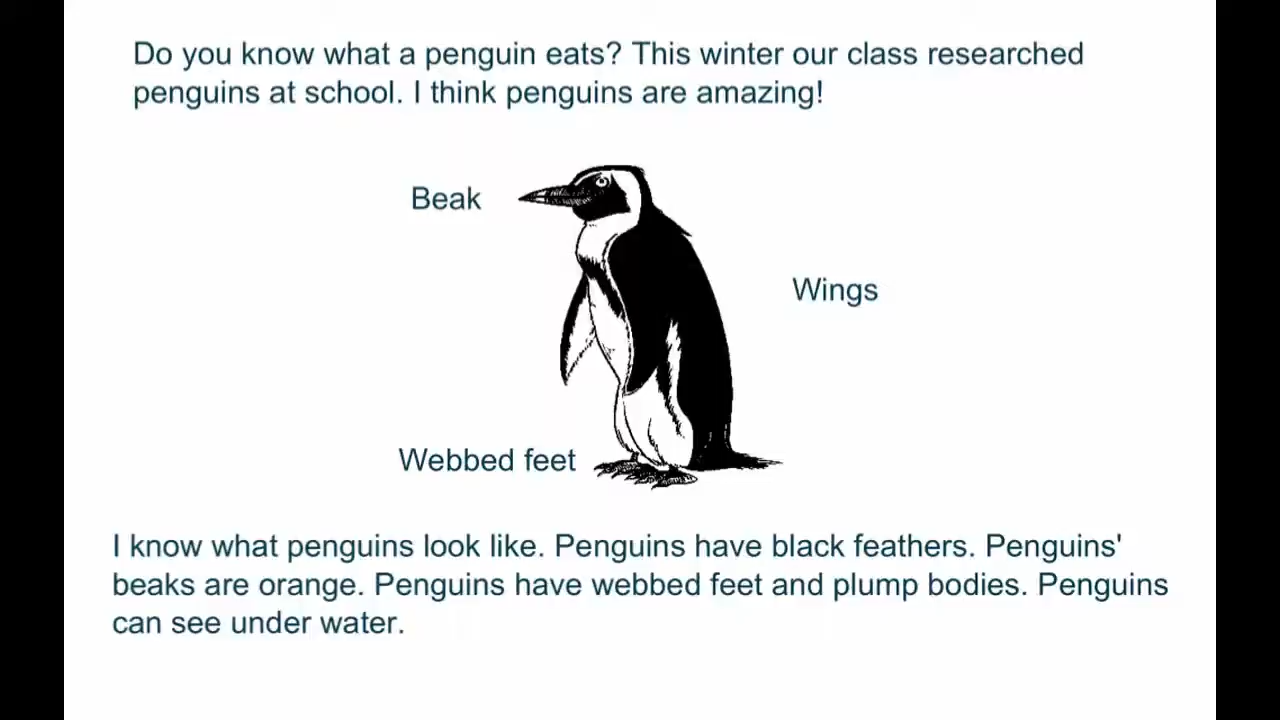 Do you know what a penguin eats? This winter our class researched
penguins at school. I think penguins are amazing!
Beak
Wings
Webbed feet
I know what penguins look like. Penguins have black feathers. Penguins'
beaks are orange. Penguins have webbed feet and plump bodies. Penguins
can see under water.